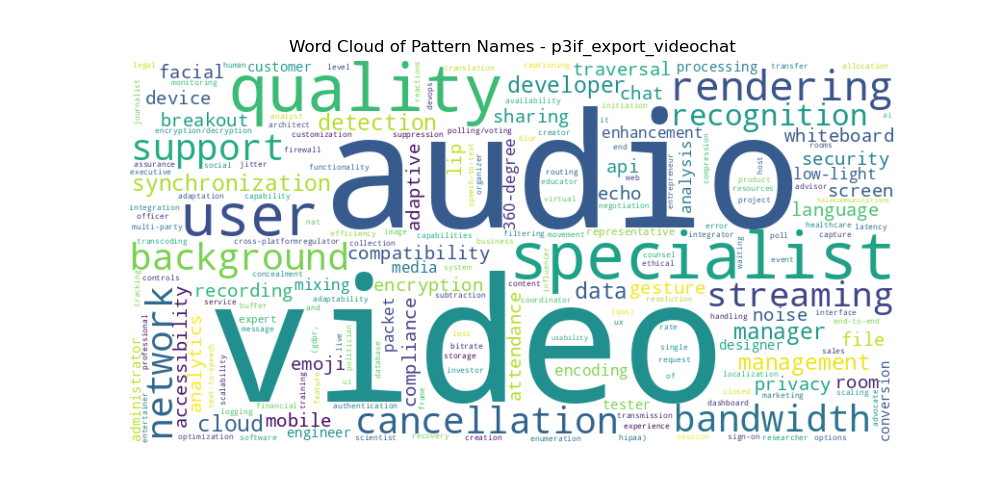 Word Cloud of Pattern Names - p3if_export_videochat
legal
human
level
reactions
translation
captioning
traversal
processing
transfer
allocation
facial
monitoring
customer
quality
devops
developer
chat
rendering
journalist
device
availability
initiation
ai
breakout
analyst
architect
detection
sharing
recognition
encryption/decryption
customization
suppression
polling/voting
creator
it
enhancement
compression
whiteboard
support
firewall
adaptive
lip
speech-to-text
blur
end
analysis
host
rooms
assurance
social
jitter
functionality
organizer
360-degree
audio
routing
api
web
entrepreneur
product
security
executive
educator
resources
advisor
low-light
synchronization
adaptation
capability
virtual
echo
negotiation
project
screen
telecommunications
integration
user
officer
nat
language
multi-party
efficiency
image
filtering
movement
representative
error
healthcare
latency
transcoding
cross-platform
regulator
collection
business
integrator
poll
capture
background
compatibility
specialist
counsel
ethical
waiting
event
tracking
controls
concealment
media
system
influencer
recording
mixing
encryption
content
data
gesture
streaming
network
service
buffer
adaptability
subtraction
coordinator
resolution
accessibility
and
packet
attendance
(qos)
handling
interface
expert
message
video
noise
end-to-end
professional
analytics
text-to-speech
scalability
(gdpr,
live
politician
loss
usability
ux
rate
manager
file
compliance
bitrate
single
designer
sales
emoji
database
storage
request
management
administrator
feature
ui
investor
encoding
of
localization
privacy
room
training
frame
marketing
scaling
conversion
entertainer
financial
authentication
tester
closed
dashboard
advocate
logging
cancellation
transmission
bandwidth
cloud
mobile
experience
optimization
software
engineer
scientist
recovery
creation
enumeration
hipaa)
session
sign-on
researcher
options